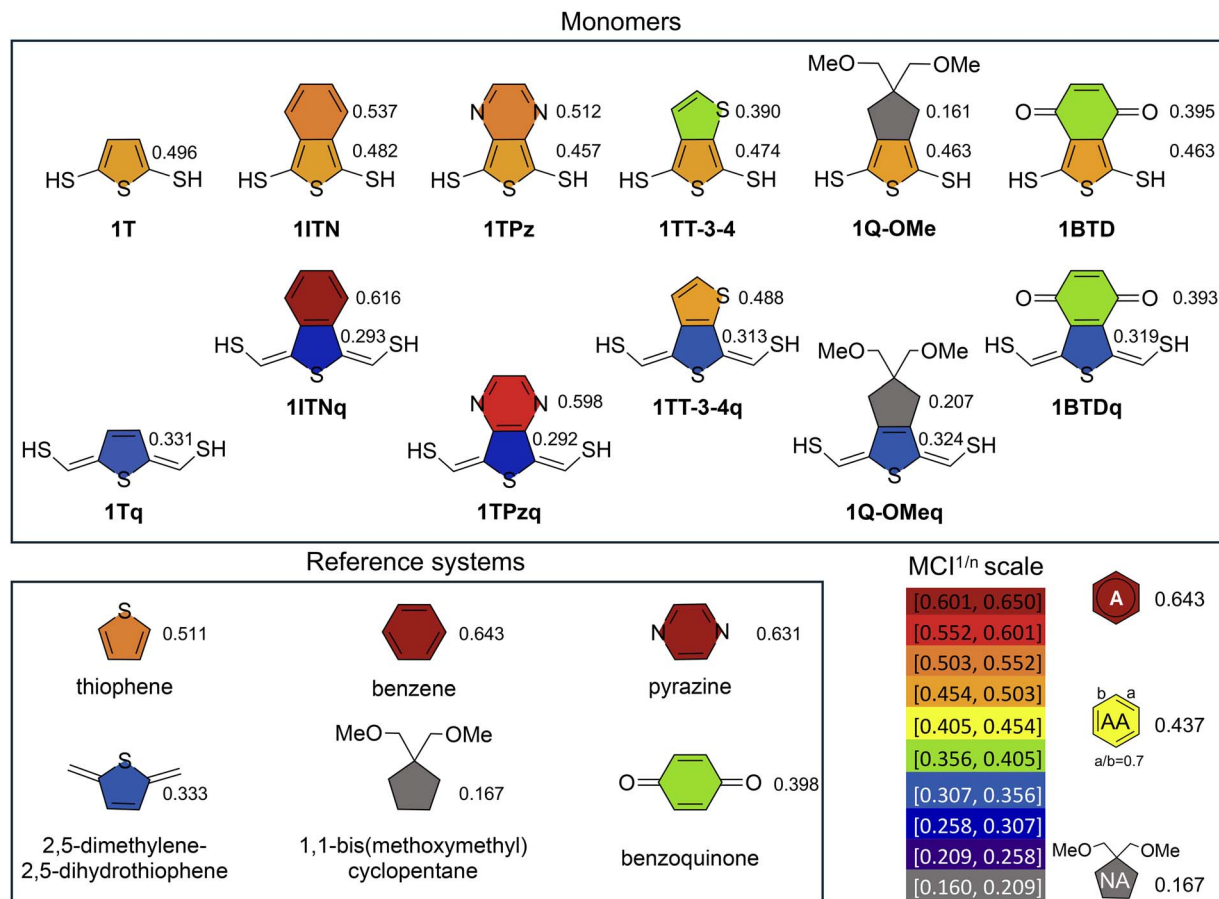 Monomers
MeO OMe
0.537 N N 0.512 S 0.390 0.161 O O 0.395
0.496 0.482 0.457 0.474 0.463 0.463
HS S SH HS S SH HS S SH HS S SH HS S SH HS S SH
1T 1ITN 1TPz 1TT-3-4 1Q-OMe 1BTD
0.616 S 0.488 O O 0.393
HS 0.293 SH HS 0.313 SH HS 0.319 SH
S S MeO OMe S
1ITNq N N 0.598 1TT-3-4q 0.207 1BTDq
HS 0.331 SH HS 0.292 SH HS 0.324 SH
S S S
1Tq 1TPzq 1Q-OMeq
Reference systems
S 0.511
thiophene
0.643
benzene
N N 0.631
pyrazine
S 0.333
2,5-dimethylene-
2,5-dihydrothiophene
MeO OMe
0.167
1,1-bis(methoxymethyl)
cyclopentane
O O 0.398
benzoquinone
MCI1/n scale
[0.601, 0.650]
[0.552, 0.601]
[0.503, 0.552]
[0.454, 0.503]
[0.405, 0.454]
[0.356, 0.405]
[0.307, 0.356]
[0.258, 0.307]
[0.209, 0.258]
[0.160, 0.209]
A 0.643
b a
AA 0.437
a/b=0.7
MeO OMe
NA 0.167